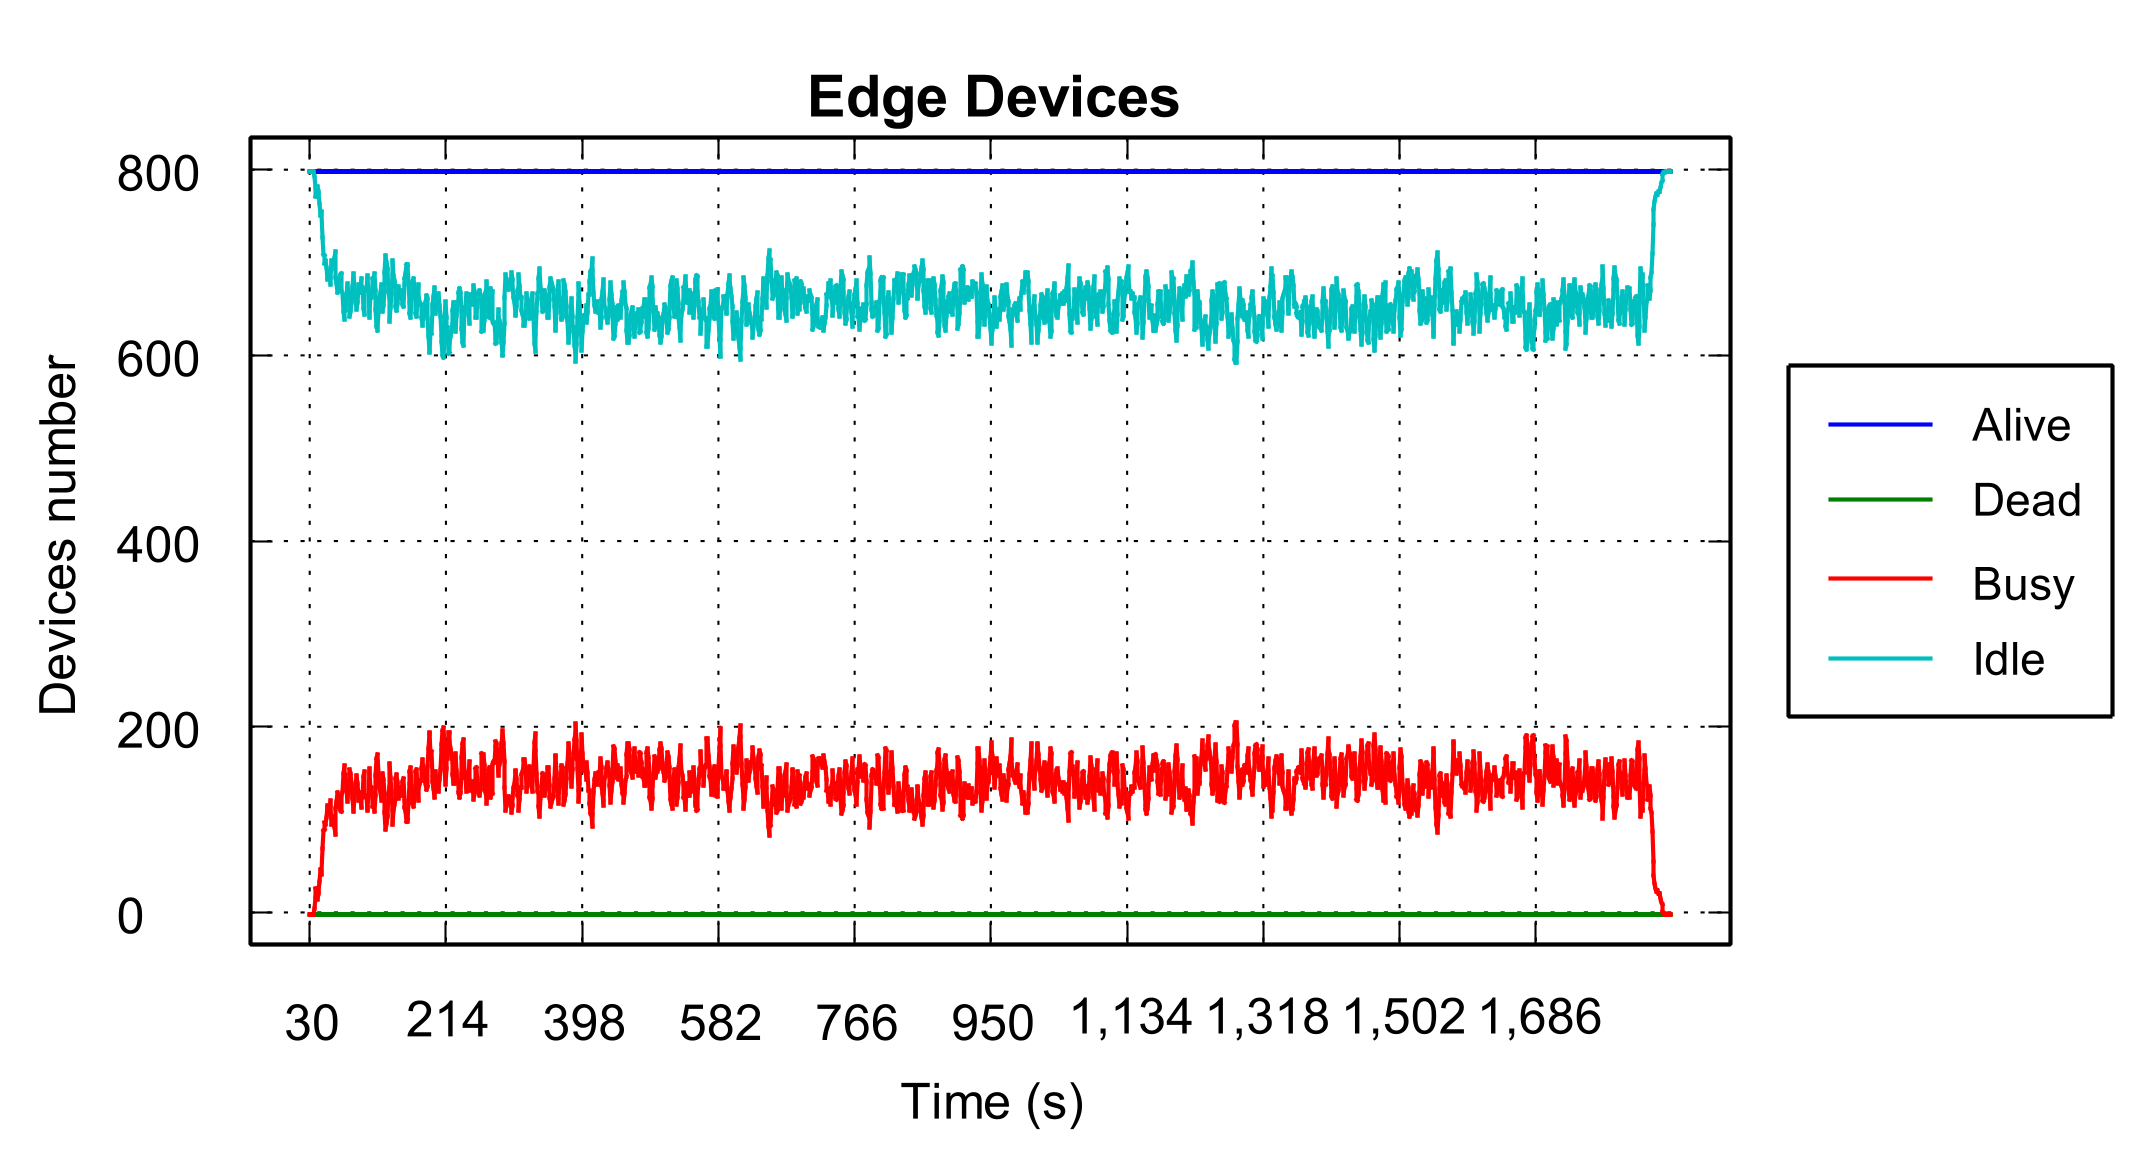 Edge Devices
800
600
400
200
0
Devices number
30 214 398 582 766 950 1,134 1,318 1,502 1,686
Time (s)
Alive
Dead
Busy
Idle